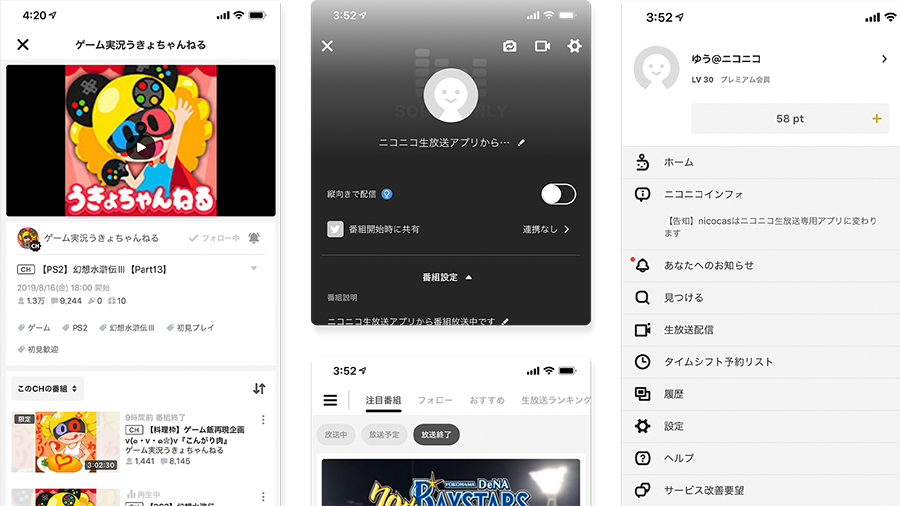 4:20
ゲーム実況うきょちゃんねる
うきょちゃんねる
CH
ゲーム実況うきょちゃんねる
フォロー中
CH 【PS2】幻想水滸伝Ⅲ【Part13】
2019/8/16(金) 18:00 開始
1.3万 9,244 0 10
ゲーム PS2 幻想水滸伝Ⅲ 初見プレイ
初見歓迎
このCHの番組
限定
3:02:30
9時間前 番組終了
CH 【料理枠】ゲーム飯再現企画
v(๑・v・๑☆)v『こんがり肉』
ゲーム実況うきょちゃんねる
1,441 8,145
再生中
3:52
ニコニコ生放送アプリから…
縦向きで配信
番組開始時に共有 連携なし
番組設定
番組説明
ニコニコ生放送アプリから番組放送中です
3:52
注目番組 フォロー おすすめ 生放送ランキング
放送中 放送予定 放送終了
YOKOHAMA DeNA
BAYSTARS
3:52
ゆう@ニコニコ
LV 30 プレミアム会員
58 pt
ホーム
ニコニコインフォ
【告知】nicocasはニコニコ生放送専用アプリに変わり
ます
あなたへのお知らせ
見つける
生放送配信
タイムシフト予約リスト
履歴
設定
ヘルプ
サービス改善要望